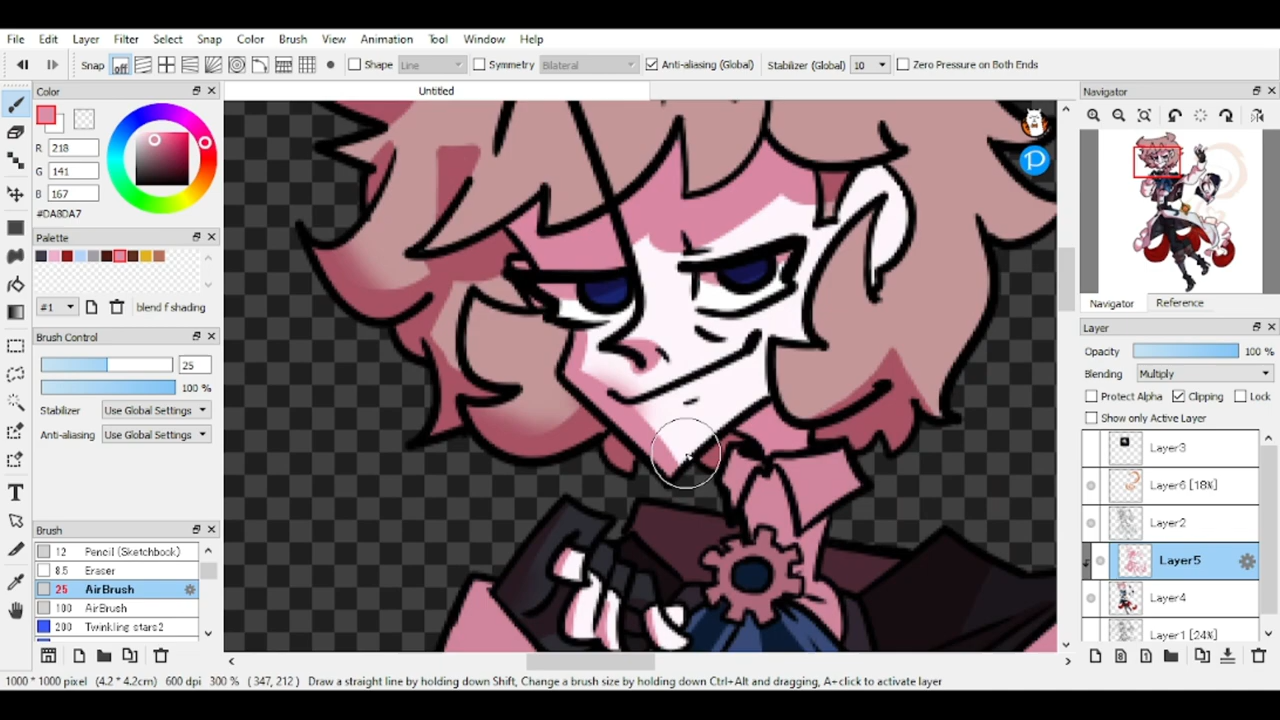 File Edit Layer Filter Select Snap Color Brush View Animation Tool Window Help
Snap off Shape Line Symmetry Bilateral Anti-aliasing (Global) Stabilizer (Global) 10 Zero Pressure on Both Ends
Color
Untitled
Navigator
R 218
G 141
B 167
#DA8DA7
P
Palette
#1 blend f shading
Navigator Reference
Layer
Brush Control
25
100 %
Opacity 100 %
Blending Multiply
Protect Alpha Clipping Lock
Show only Active Layer
Stabilizer Use Global Settings
Anti-aliasing Use Global Settings
Layer3
Layer6 [18%]
Layer2
Layer5
Layer4
Layer1 [24%]
T
Brush
12 Pencil (Sketchbook)
8.5 Eraser
25 AirBrush
100 AirBrush
200 Twinkling stars2
1000 * 1000 pixel (4.2 * 4.2cm) 600 dpi 300 % ( 347, 212 ) Draw a straight line by holding down Shift, Change a brush size by holding down Ctrl+Alt and dragging, A+click to activate layer